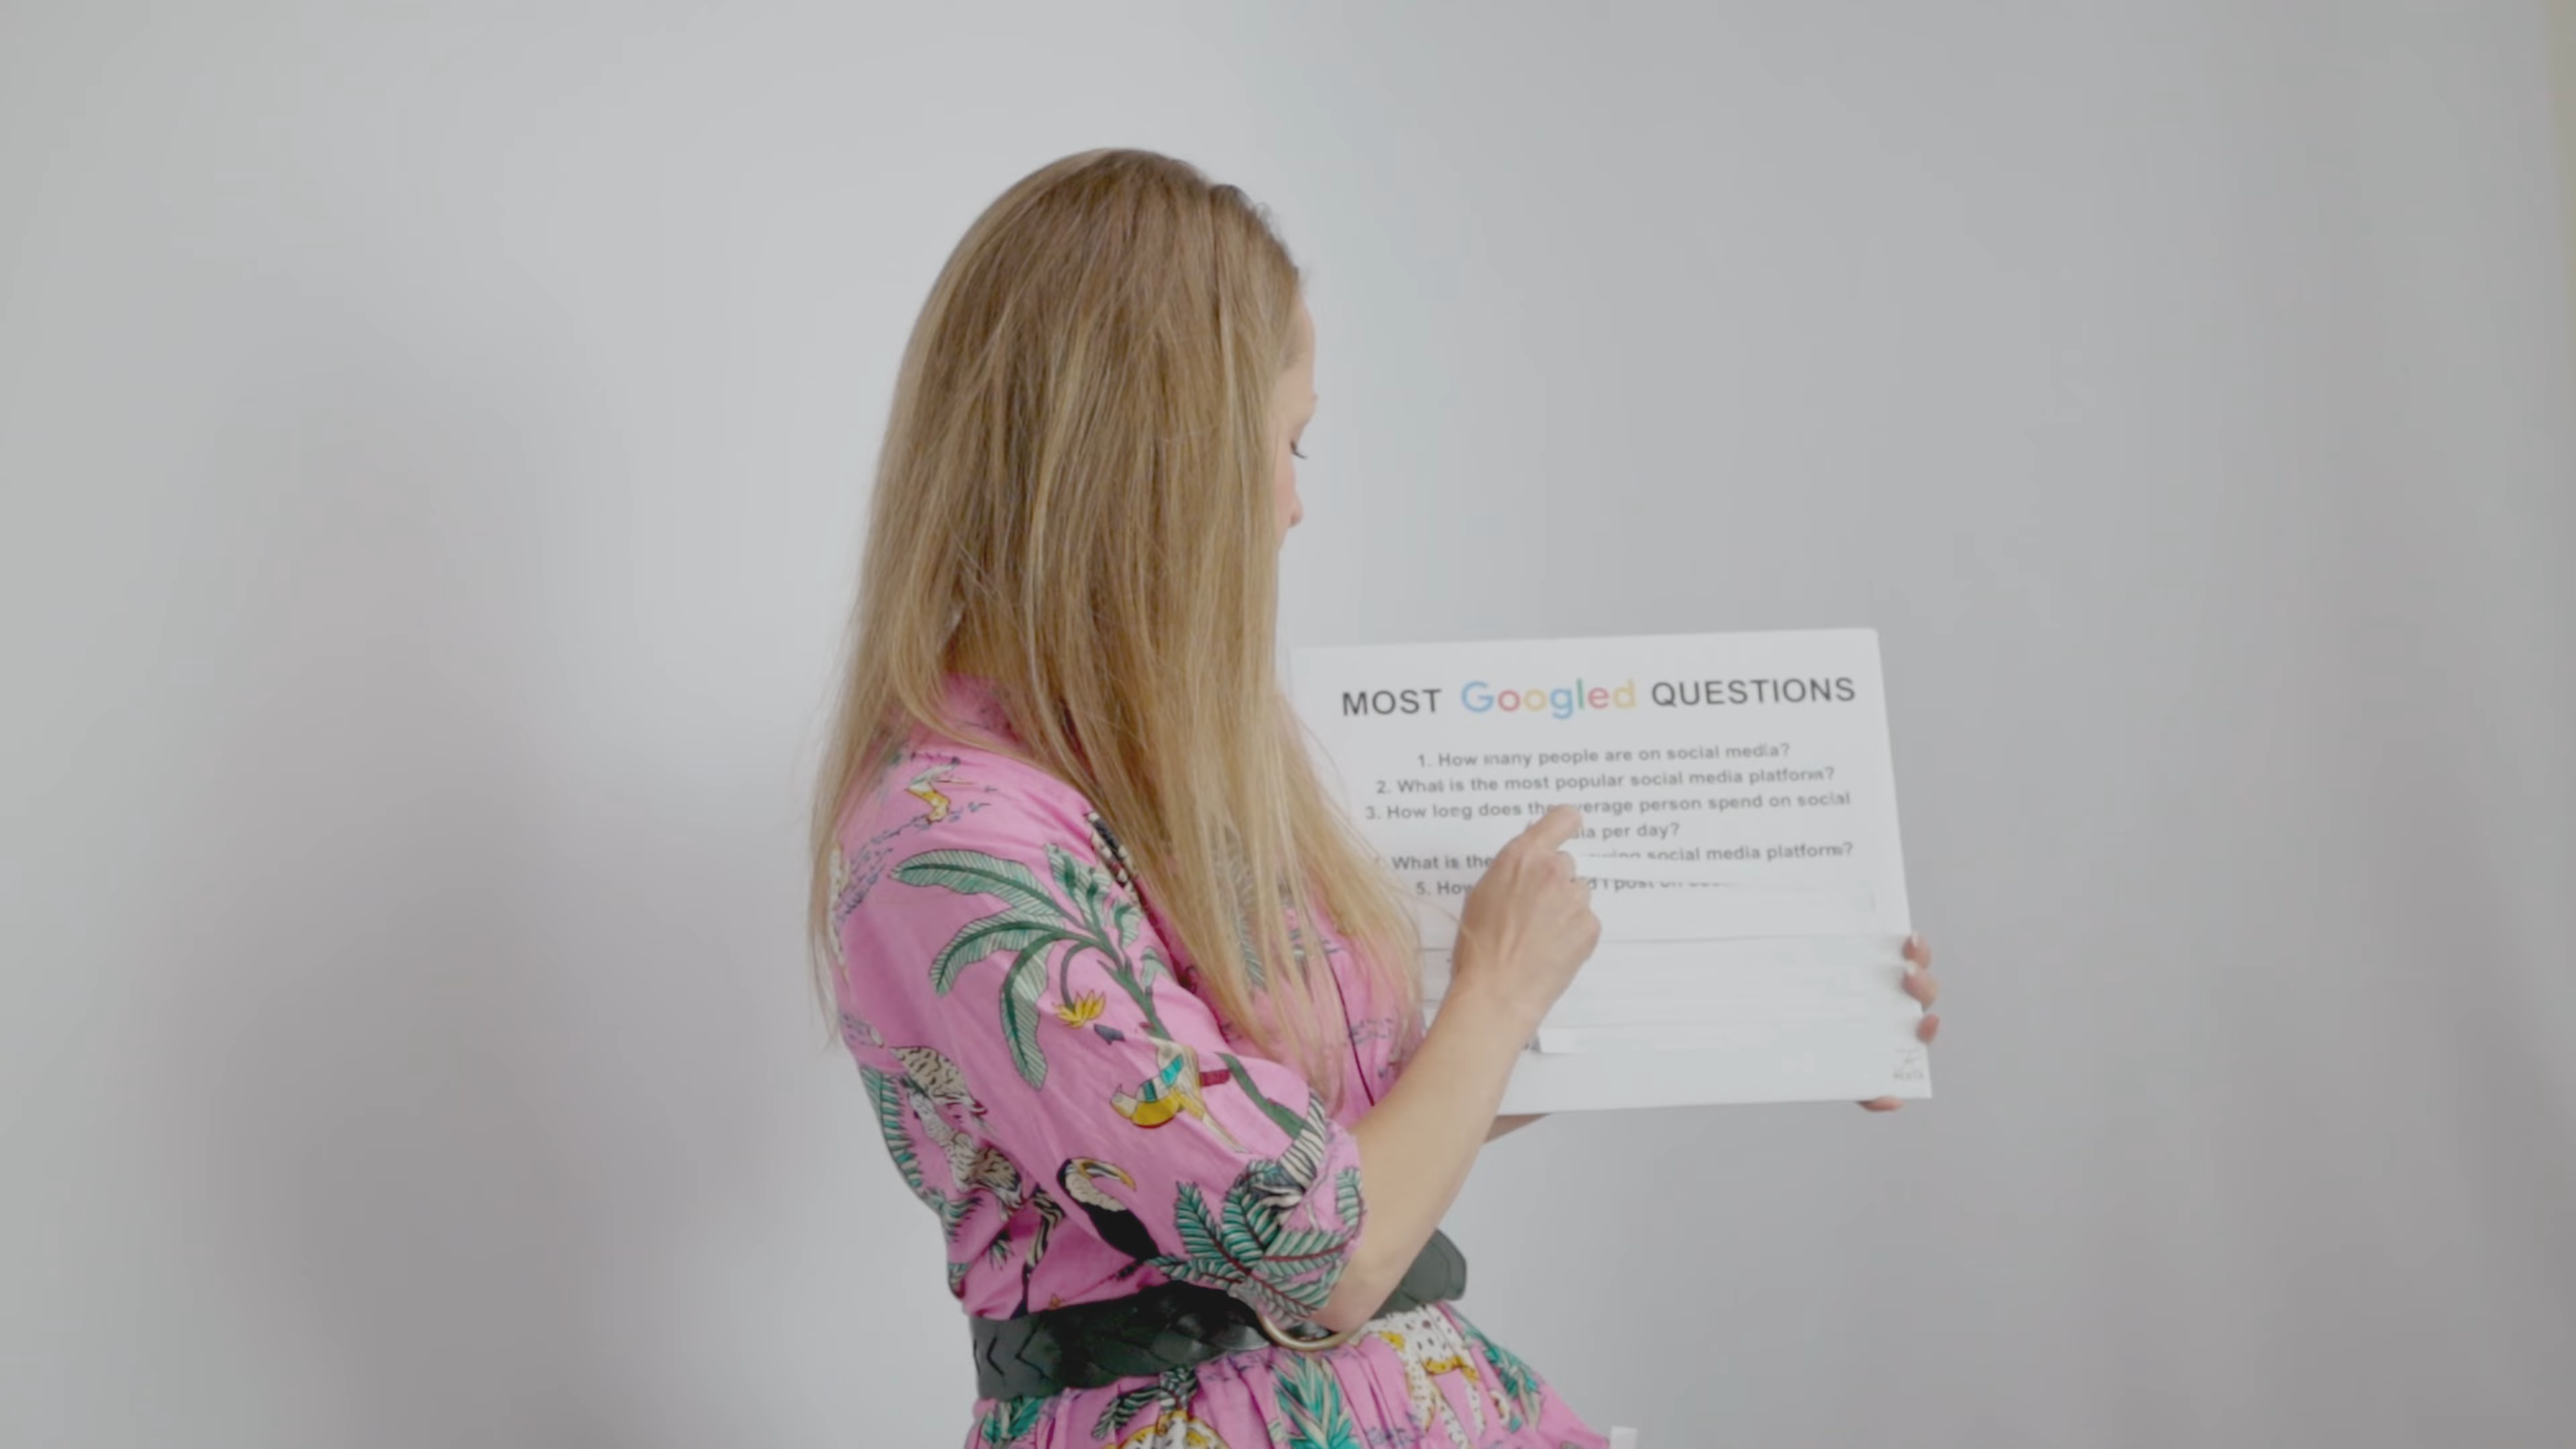 MOST Googled QUESTIONS
1. How many people are on social media?
2. What is the most popular social media platform?
3. How long does the average person spend on social
per day?
What is the social media platform?
5. How I post on